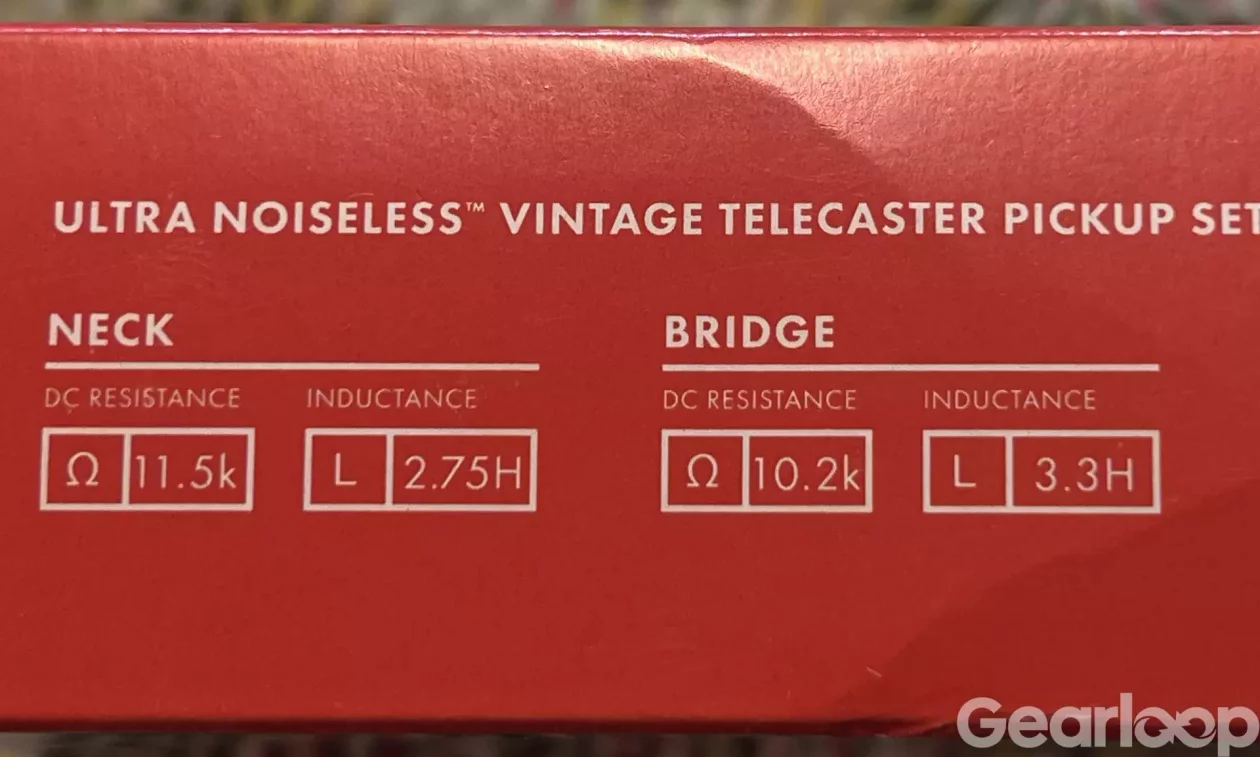 ULTRA NOISELESS™ VINTAGE TELECASTER PICKUP SET
NECK
DC RESISTANCE INDUCTANCE
Ω 11.5k L 2.75H
BRIDGE
DC RESISTANCE INDUCTANCE
Ω 10.2k L 3.3H
Gearloop